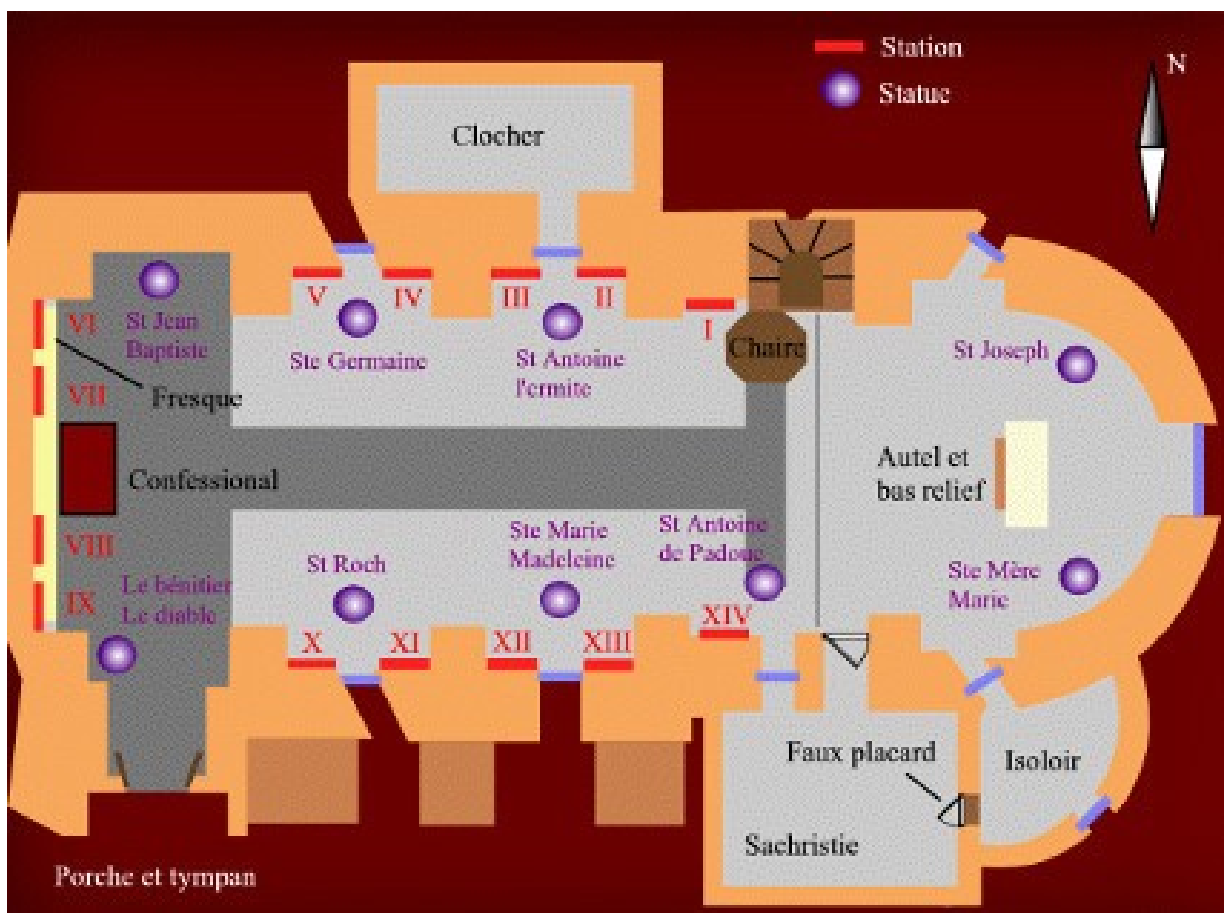 Station
Statue
N
Clocher
V
IV
III
II
I
VI
St Jean
Baptiste
Ste Germaine
St Antoine
l'ermite
Chaire
St Joseph
VII
Fresque
Confessional
Autel et
bas relief
VIII
St Roch
Ste Marie
Madeleine
St Antoine
de Padoue
Ste Mère
Marie
IX
Le bénitier
Le diable
X
XI
XII
XIII
XIV
Faux placard
Isoloir
Sachristie
Porche et tympan